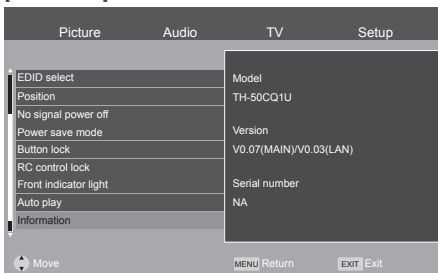 Picture Audio TV Setup
EDID select
Position
No signal power off
Power save mode
Button lock
RC control lock
Front indicator light
Auto play
Information
Model
TH-50CQ1U
Version
V0.07(MAIN)/V0.03(LAN)
Serial number
NA
Move MENU Return EXIT Exit